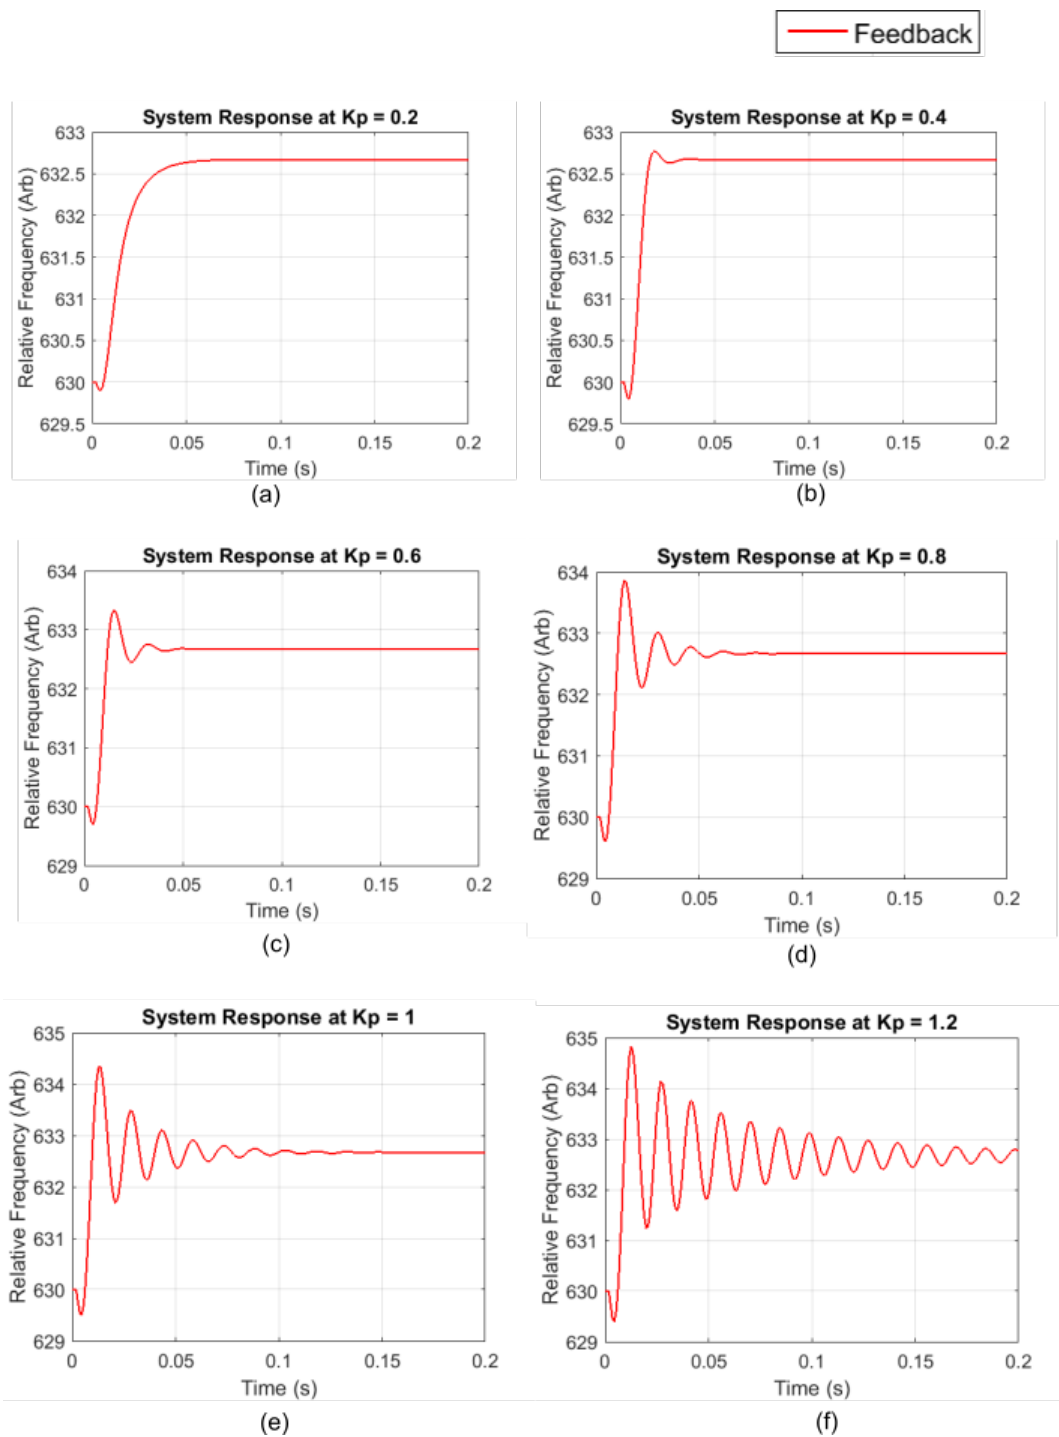 Feedback
System Response at Kp = 0.2
633
632.5
632
631.5
631
630.5
630
629.5
0 0.05 0.1 0.15 0.2
Relative Frequency (Arb)
Time (s)
(a)
System Response at Kp = 0.4
633
632.5
632
631.5
631
630.5
630
629.5
0 0.05 0.1 0.15 0.2
Relative Frequency (Arb)
Time (s)
(b)
System Response at Kp = 0.6
634
633
632
631
630
629
0 0.05 0.1 0.15 0.2
Relative Frequency (Arb)
Time (s)
(c)
System Response at Kp = 0.8
634
633
632
631
630
629
0 0.05 0.1 0.15 0.2
Relative Frequency (Arb)
Time (s)
(d)
System Response at Kp = 1
635
634
633
632
631
630
629
0 0.05 0.1 0.15 0.2
Relative Frequency (Arb)
Time (s)
(e)
System Response at Kp = 1.2
635
634
633
632
631
630
629
0 0.05 0.1 0.15 0.2
Relative Frequency (Arb)
Time (s)
(f)